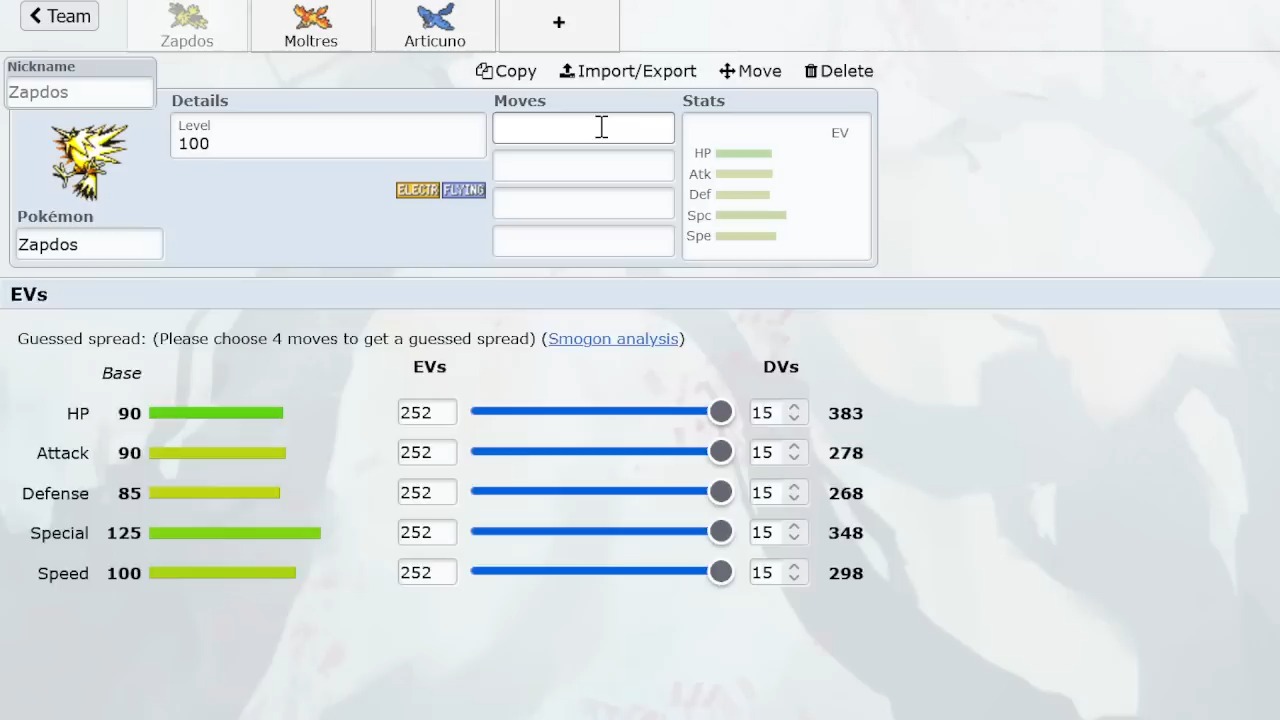 Team
Zapdos
Moltres
Articuno
+
Nickname
Zapdos
Copy
Import/Export
Move
Delete
Details
Moves
Stats
Level
100
EV
HP
Atk
Def
Spc
Spe
ELECTR FLYING
Pokémon
Zapdos
EVs
Guessed spread: (Please choose 4 moves to get a guessed spread) (Smogon analysis)
Base EVs DVs
HP 90 252 15 383
Attack 90 252 15 278
Defense 85 252 15 268
Special 125 252 15 348
Speed 100 252 15 298